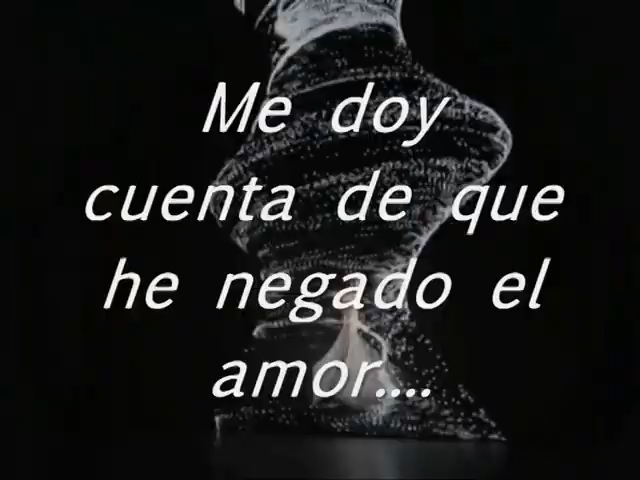 Me doy
cuenta de que
he negado el
amor....